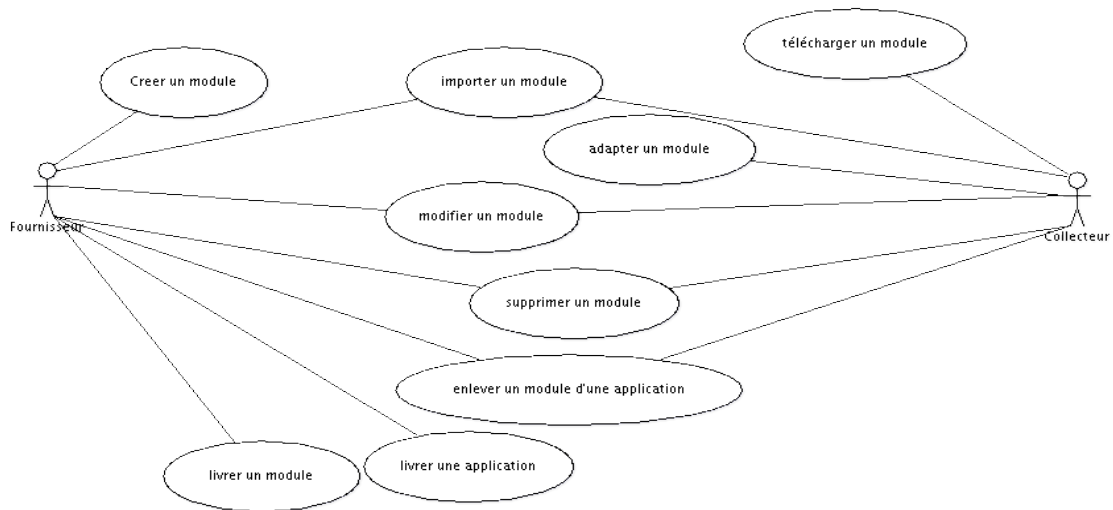 télécharger un module
Creer un module
importer un module
adapter un module
modifier un module
Fournisseur
Collecteur
supprimer un module
enlever un module d'une application
livrer un module
livrer une application